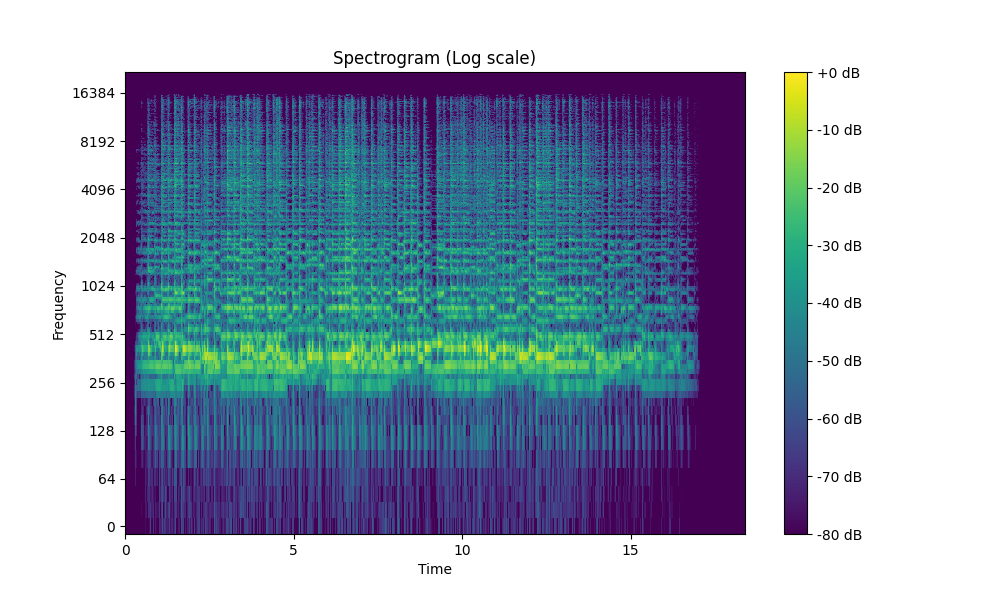 Spectrogram (Log scale)
Frequency
16384
8192
4096
2048
1024
512
256
128
64
0
0
5
10
15
Time
+0 dB
-10 dB
-20 dB
-30 dB
-40 dB
-50 dB
-60 dB
-70 dB
-80 dB